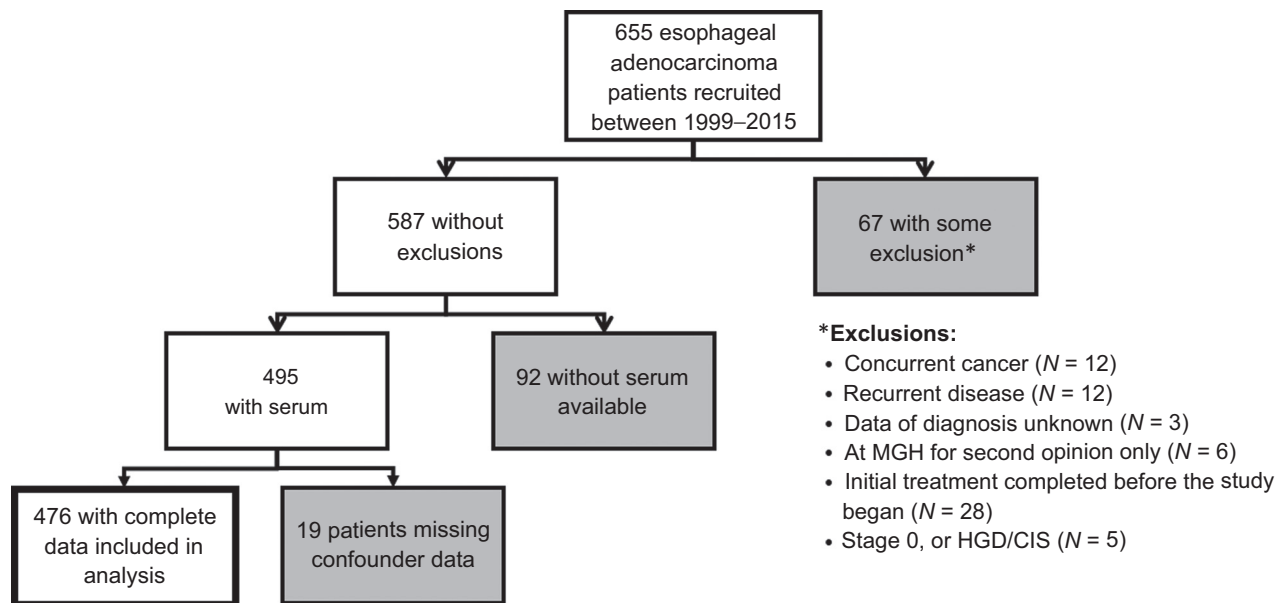 655 esophageal
adenocarcinoma
patients recruited
between 1999–2015
587 without
exclusions
67 with some
exclusion*
495
with serum
92 without serum
available
476 with complete
data included in
analysis
19 patients missing
confounder data
*Exclusions:
• Concurrent cancer (N = 12)
• Recurrent disease (N = 12)
• Data of diagnosis unknown (N = 3)
• At MGH for second opinion only (N = 6)
• Initial treatment completed before the study
began (N = 28)
• Stage 0, or HGD/CIS (N = 5)